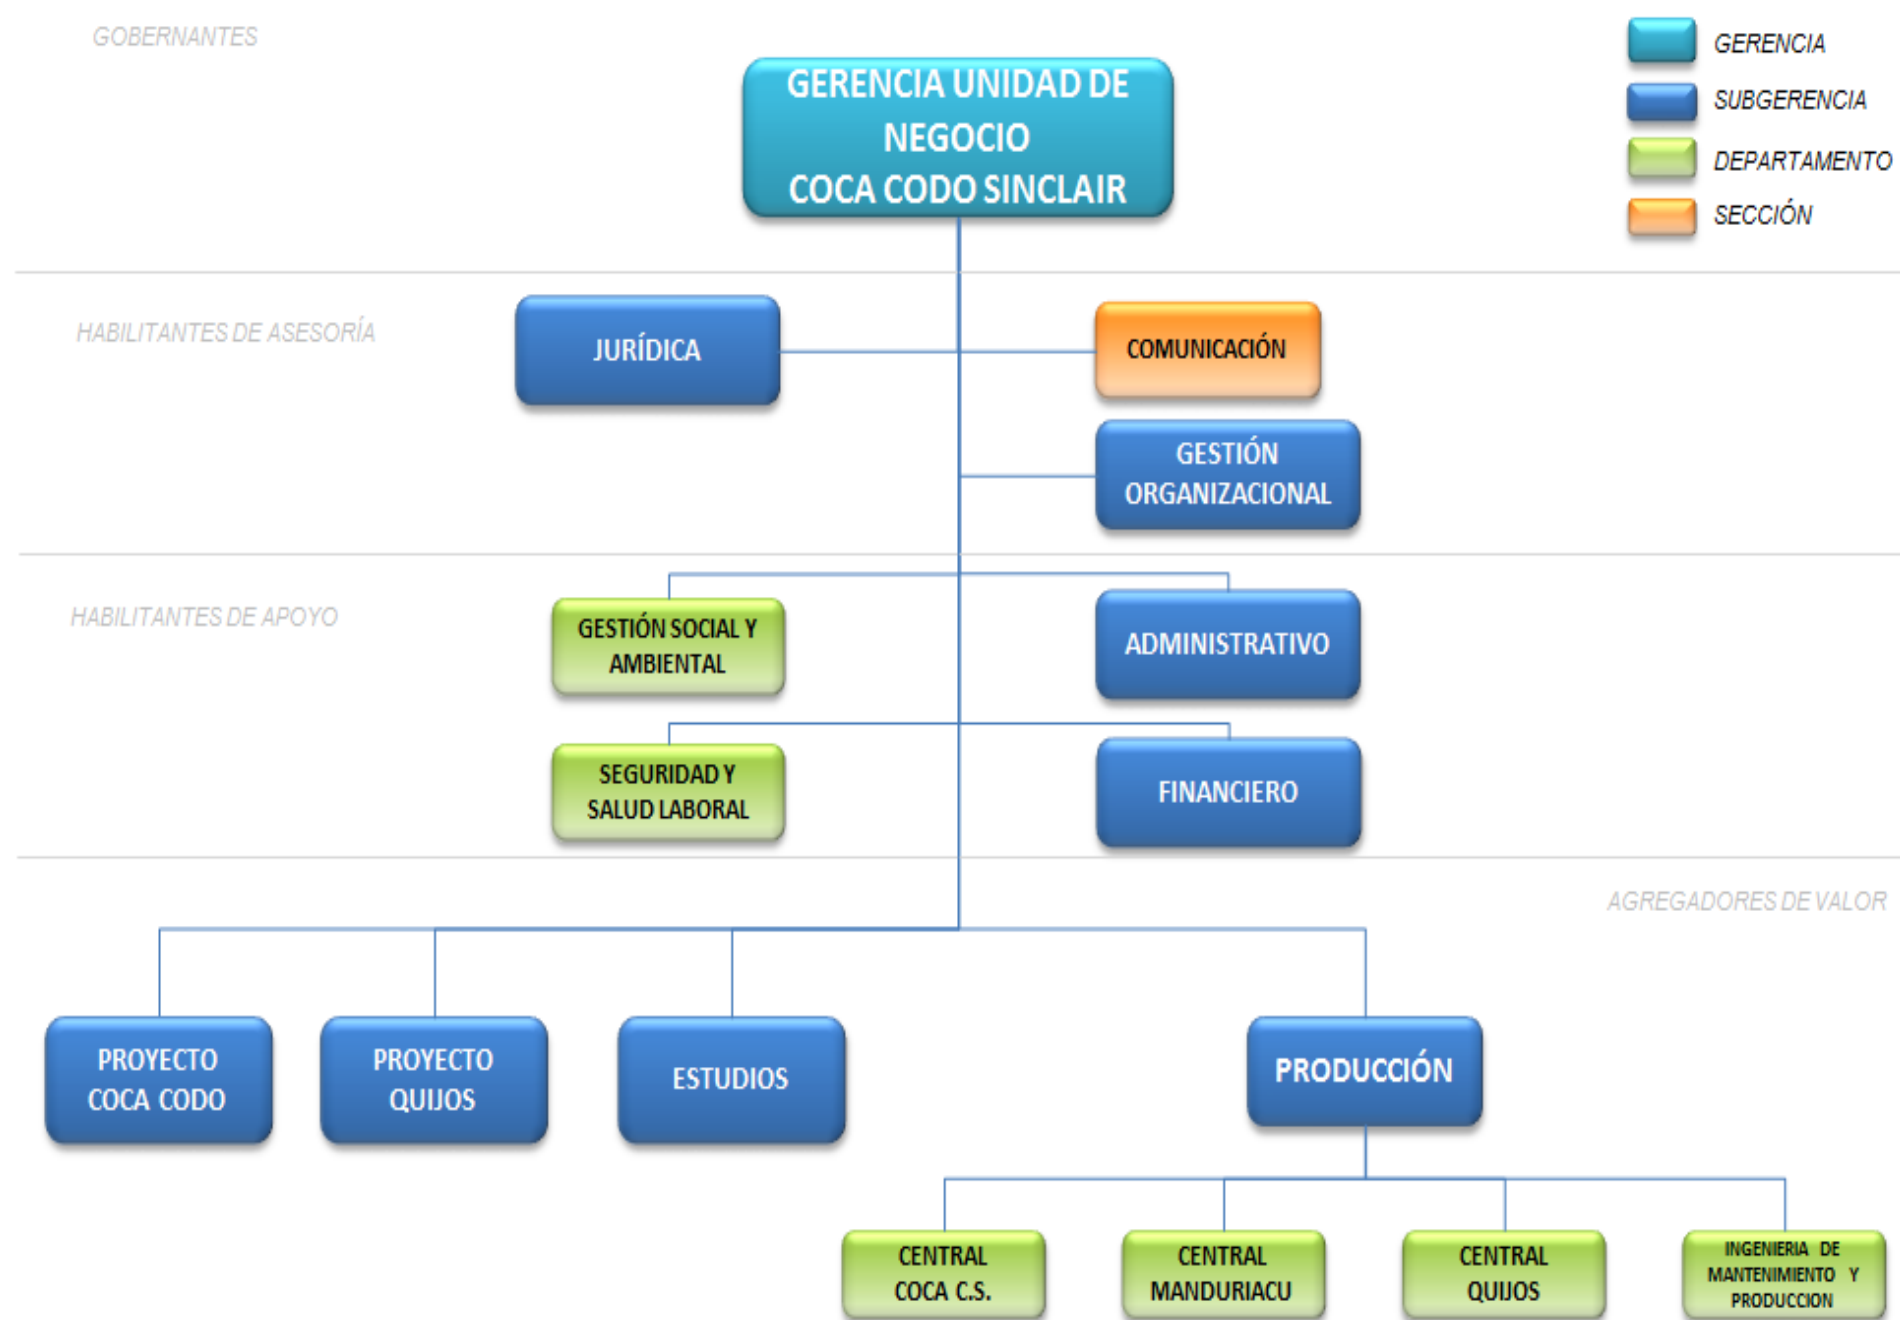 GOBERNANTES
GERENCIA UNIDAD DE
NEGOCIO
COCA CODO SINCLAIR
GERENCIA
SUBGERENCIA
DEPARTAMENTO
SECCIÓN
HABILITANTES DE ASESORÍA
JURÍDICA
COMUNICACIÓN
GESTIÓN
ORGANIZACIONAL
HABILITANTES DE APOYO
GESTIÓN SOCIAL Y
AMBIENTAL
ADMINISTRATIVO
SEGURIDAD Y
SALUD LABORAL
FINANCIERO
AGREGADORES DE VALOR
PROYECTO
COCA CODO
PROYECTO
QUIJOS
ESTUDIOS
PRODUCCIÓN
CENTRAL
COCA C.S.
CENTRAL
MANDURIACU
CENTRAL
QUIJOS
INGENIERIA DE
MANTENIMIENTO Y
PRODUCCION